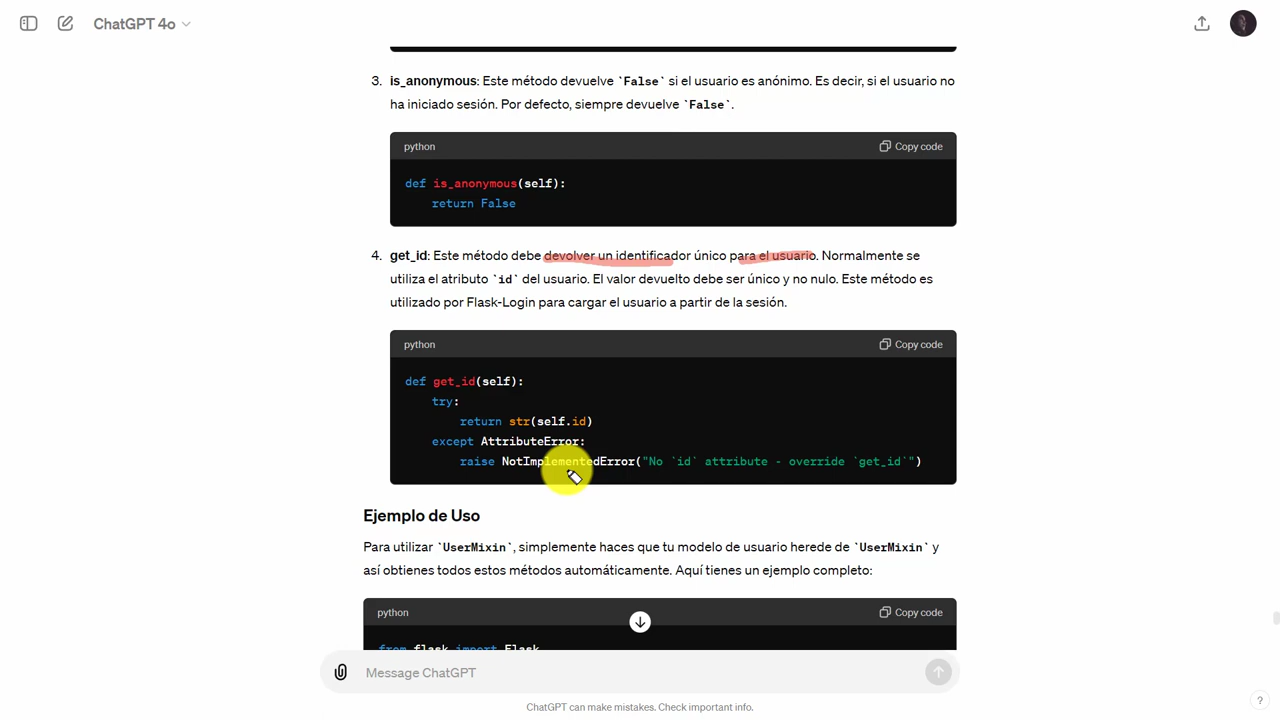 ChatGPT 4o
3. is_anonymous: Este método devuelve `False` si el usuario es anónimo. Es decir, si el usuario no
ha iniciado sesión. Por defecto, siempre devuelve `False`.
python
Copy code
def is_anonymous(self):
return False
4. get_id: Este método debe devolver un identificador único para el usuario. Normalmente se
utiliza el atributo `id` del usuario. El valor devuelto debe ser único y no nulo. Este método es
utilizado por Flask-Login para cargar el usuario a partir de la sesión.
python
Copy code
def get_id(self):
try:
return str(self.id)
except AttributeError:
raise NotImplementedError("No `id` attribute - override `get_id`")
Ejemplo de Uso
Para utilizar `UserMixin`, simplemente haces que tu modelo de usuario herede de `UserMixin` y
así obtienes todos estos métodos automáticamente. Aquí tienes un ejemplo completo:
python
Copy code
from flask import Flask
Message ChatGPT
ChatGPT can make mistakes. Check important info.
?